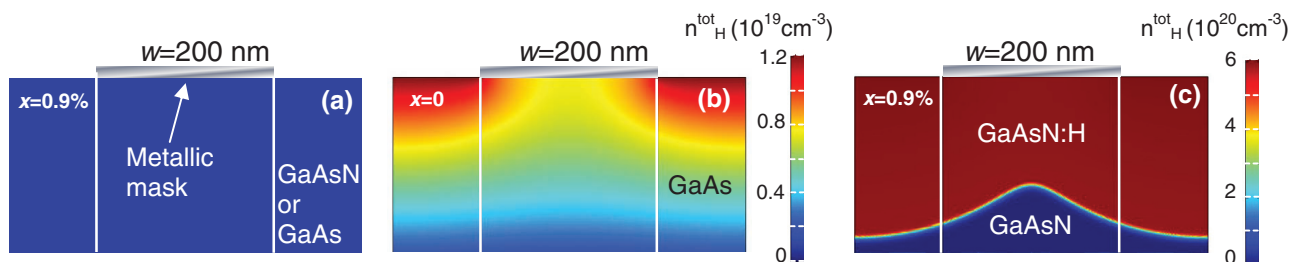 w=200 nm
x=0.9%
(a)
Metallic
mask
GaAsN
or
GaAs
w=200 nm
n^tot_H (10^19cm-3)
x=0
(b)
GaAs
1.2
0.8
0.4
0
w=200 nm
n^tot_H (10^20cm-3)
x=0.9%
(c)
GaAsN:H
GaAsN
6
4
2
0